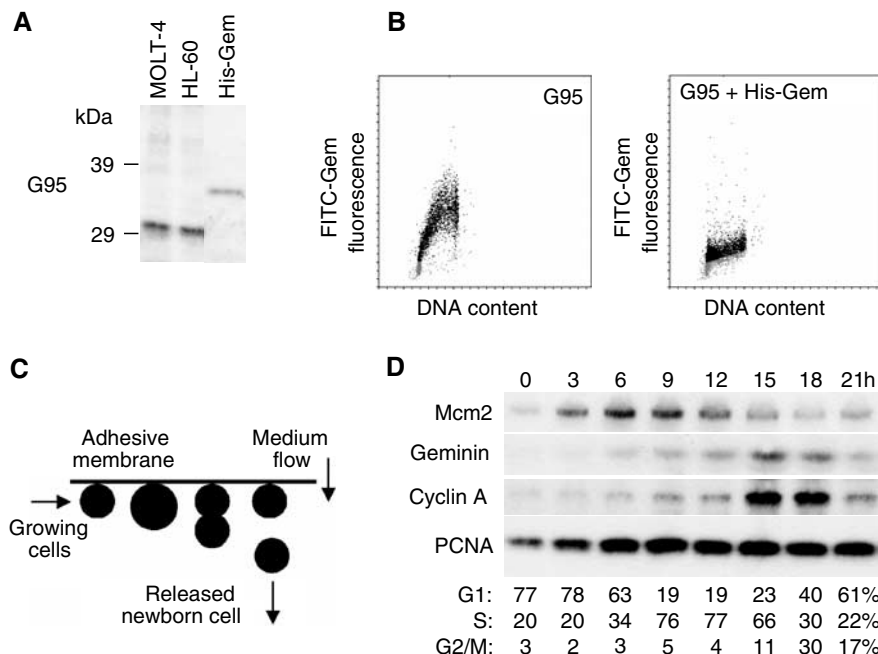 A
MOLT-4
HL-60
His-Gem
kDa
39
G95
29
B
G95
FITC-Gem
fluorescence
DNA content
G95 + His-Gem
FITC-Gem
fluorescence
DNA content
C
Adhesive
membrane
Medium
flow
Growing
cells
Released
newborn cell
D
0 3 6 9 12 15 18 21h
Mcm2
Geminin
Cyclin A
PCNA
G1: 77 78 63 19 19 23 40 61%
S: 20 20 34 76 77 66 30 22%
G2/M: 3 2 3 5 4 11 30 17%